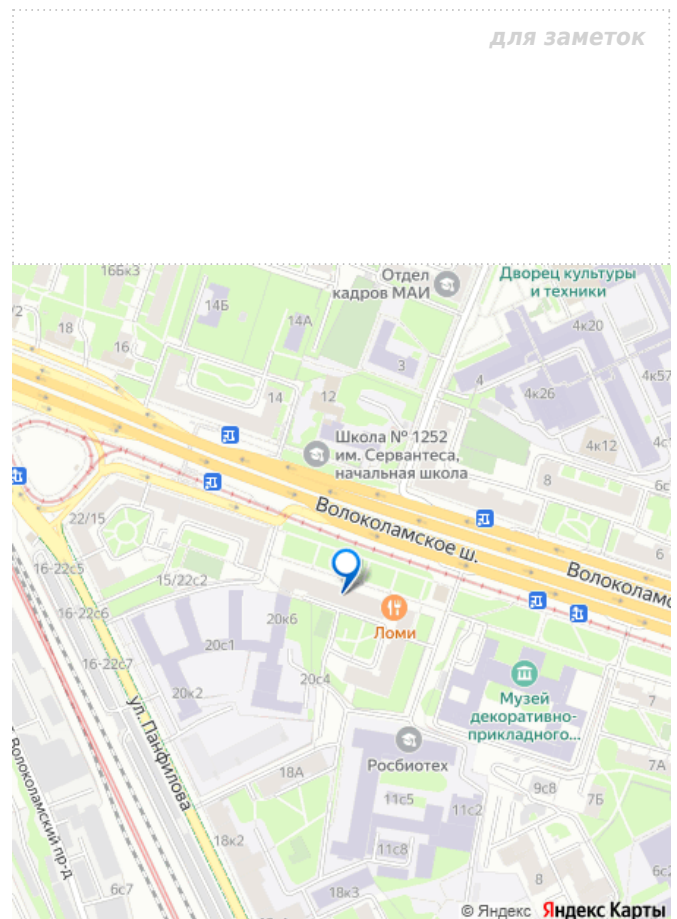 для заметок
16Бк3
Отдел
кадров МАИ
Дворец культуры
и техники
14Б
14А
18
16
3
4к20
4к57
4
4к26
14
12
Школа № 1252
им. Сервантеса,
начальная школа
4к12
8
22/15
Волоколамское ш.
6
16-22с5
15/22с2
16-22с6
20к6
Ломи
20с1
16-22с7
20к2
20с4
ул. Панфилова
Музей
декоративно-
прикладного...
7
Росбиотех
Волоколамский пр-д
18А
11с5
11с2
9с8
7Б
7А
18к2
11с8
8
6с7
18к3
© Яндекс Яндекс Карты